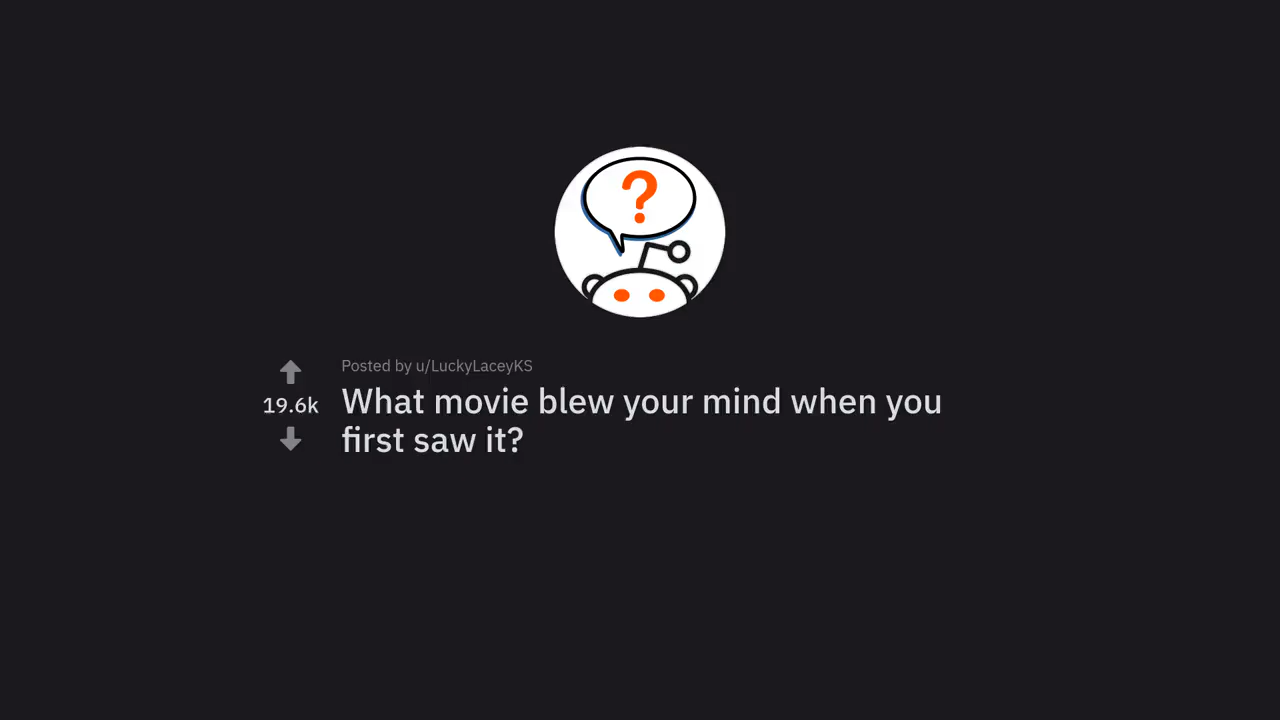 ?
Posted by u/LuckyLaceyKS
19.6k
What movie blew your mind when you
first saw it?